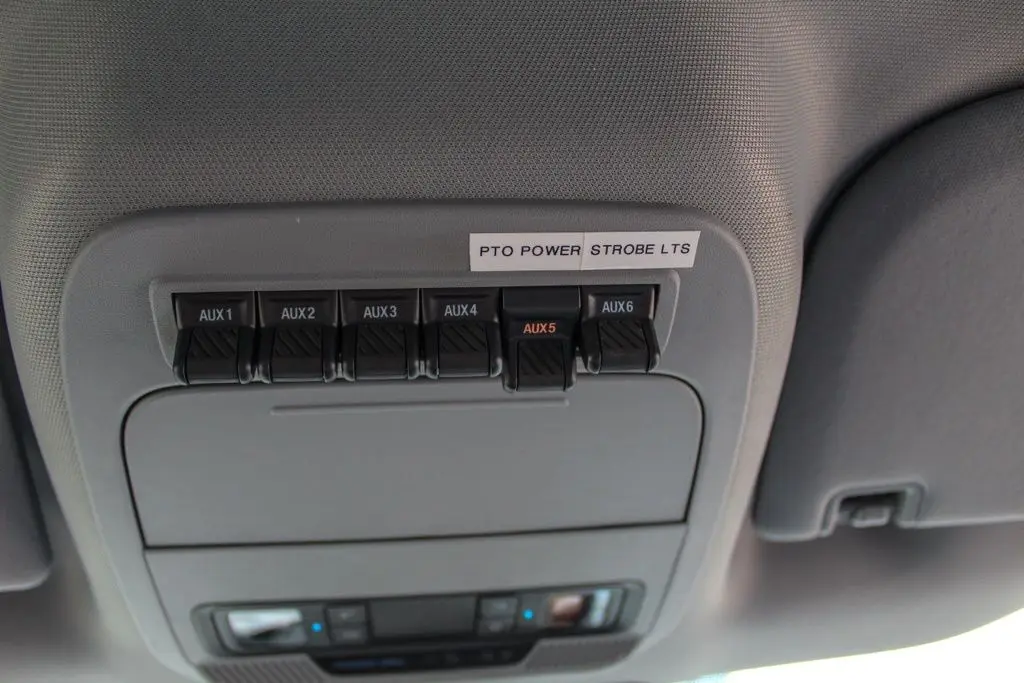 PTO POWER STROBE LTS
AUX1 AUX2 AUX3 AUX4 AUX5 AUX6